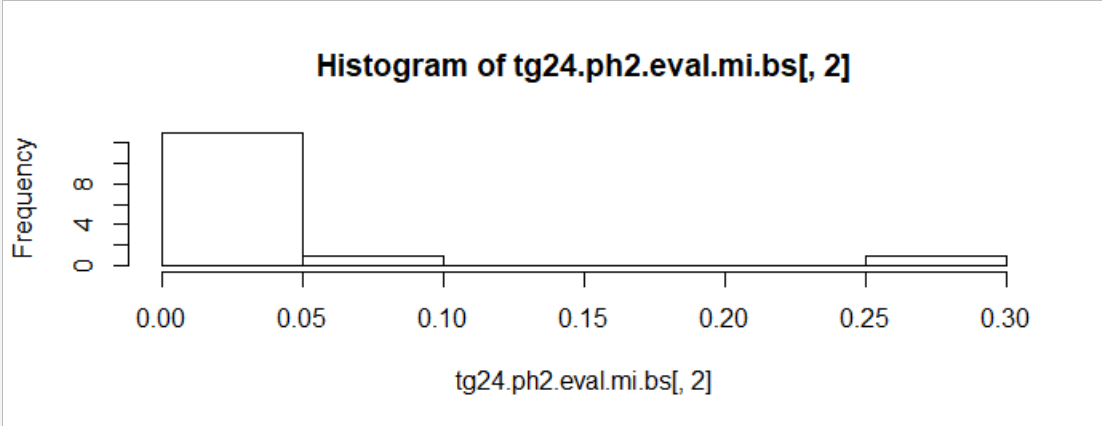 Histogram of tg24.ph2.eval.mi.bs[, 2]
Frequency
8
4
0
0.00 0.05 0.10 0.15 0.20 0.25 0.30
tg24.ph2.eval.mi.bs[, 2]